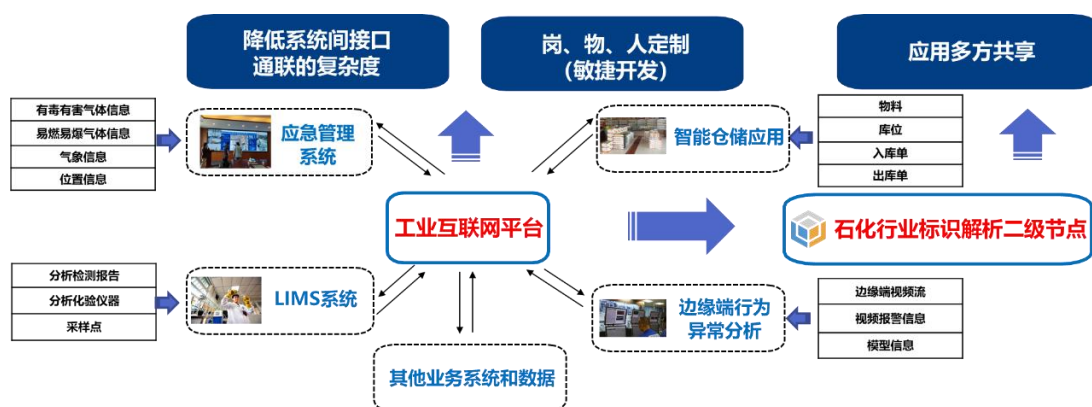 降低系统间接口
通联的复杂度
岗、物、人定制
（敏捷开发）
应用多方共享
有毒有害气体信息
易燃易爆气体信息
气象信息
位置信息
应急管理
系统
智能仓储应用
物料
库位
入库单
出库单
工业互联网平台
石化行业标识解析二级节点
分析检测报告
分析化验仪器
采样点
LIMS系统
边缘端行为
异常分析
边缘端视频流
视频报警信息
模型信息
其他业务系统和数据